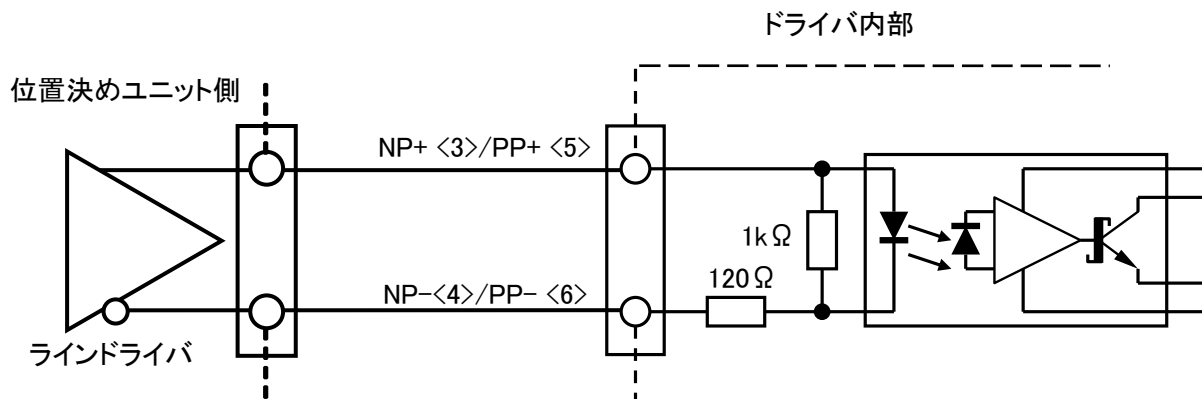 ドライバ内部
位置決めユニット側
NP+ <3>/PP+ <5>
1kΩ
120Ω
NP-<4>/PP- <6>
ラインドライバ